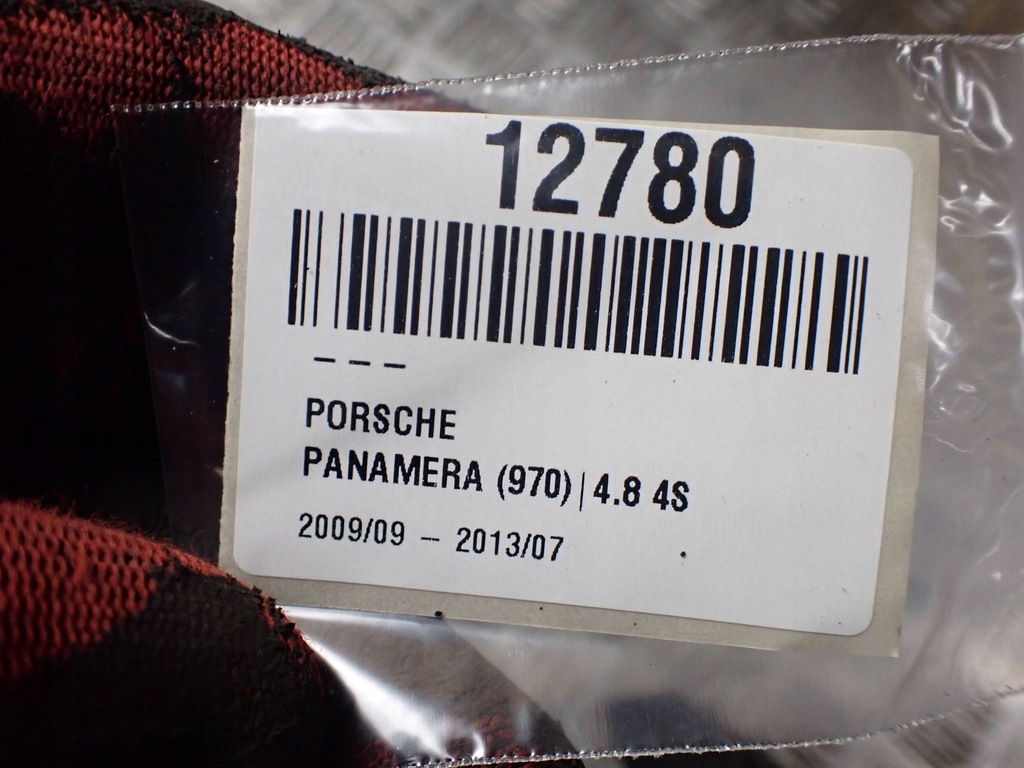 12780
– – –
PORSCHE
PANAMERA (970) | 4.8 4S
2009/09 – 2013/07